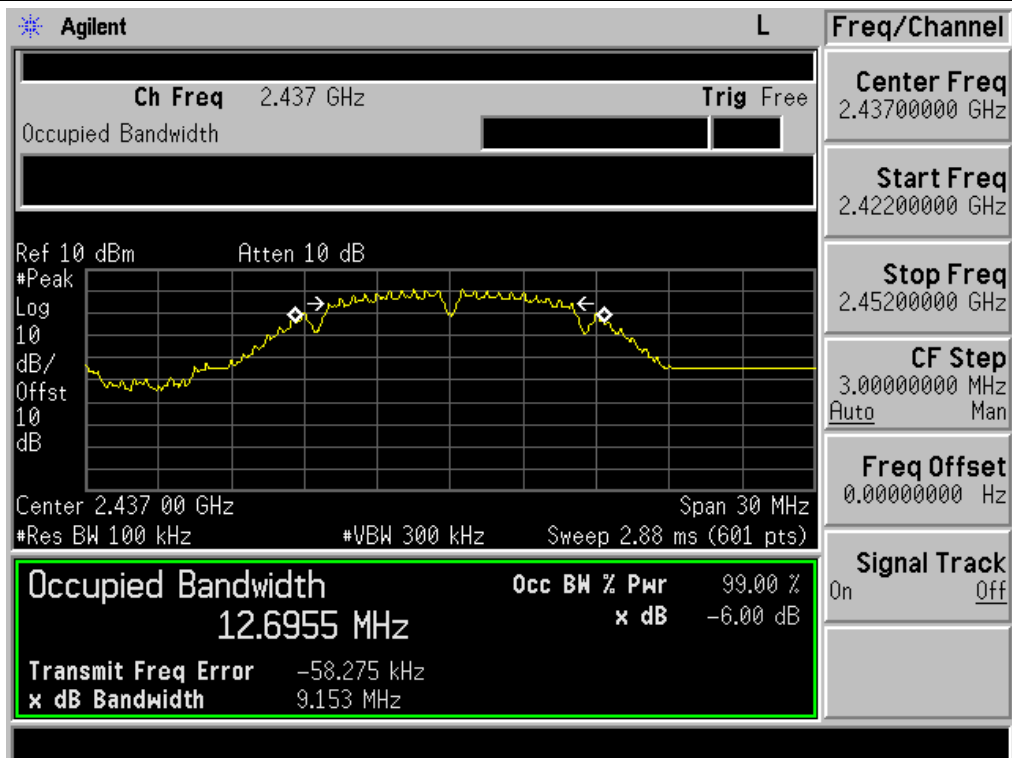 Agilent L Freq/Channel
Ch Freq 2.437 GHz Trig Free
Occupied Bandwidth
Center Freq
2.43700000 GHz
Start Freq
2.42200000 GHz
Stop Freq
2.45200000 GHz
CF Step
3.00000000 MHz
Auto Man
Freq Offset
0.00000000 Hz
Signal Track
On Off
Ref 10 dBm Atten 10 dB
#Peak
Log
10
dB/
Offst
10
dB
Center 2.437 00 GHz Span 30 MHz
#Res BW 100 kHz #VBW 300 kHz Sweep 2.88 ms (601 pts)
Occupied Bandwidth Occ BW % Pwr 99.00 %
12.6955 MHz x dB -6.00 dB
Transmit Freq Error -58.275 kHz
x dB Bandwidth 9.153 MHz